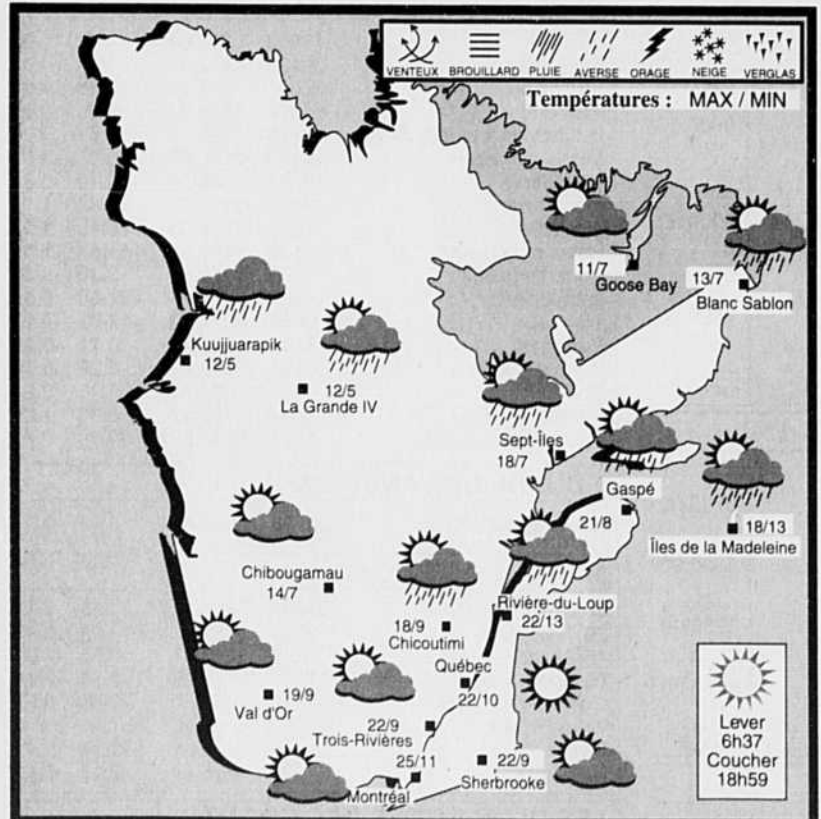 VENTEUX BROUILLARD PLUIE AVERSE ORAGE NEIGE VERGLAS
Températures : MAX / MIN
11/7
Goose Bay
13/7
Blanc Sablon
Kuujjuarapik
12/5
12/5
La Grande IV
Sept-Îles
18/7
Gaspé
21/8
18/13
Îles de la Madeleine
Chibougamau
14/7
Rivière-du-Loup
22/13
18/9
Chicoutimi
Québec
22/10
19/9
Val d'Or
22/9
Trois-Rivières
25/11
Montréal
22/9
Sherbrooke
Lever
6h37
Coucher
18h59